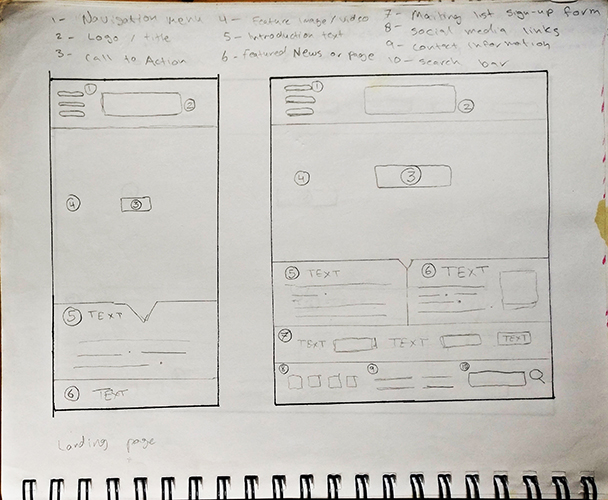 1 - Navigation menu
2 - Logo / title
3 - Call to Action
4 - Feature Image/video
5 - Introduction text
6 - Featured News or page
7 - Mailing list sign-up form
8 - social media links
9 - contact information
10 - search bar
1
2
4
3
5 TEXT
6 TEXT
Landing page
1
2
4
3
5 TEXT
6 TEXT
7 TEXT TEXT TEXT
8 9 10